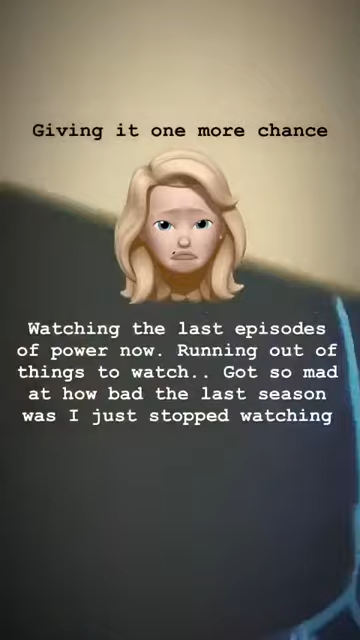 Giving it one more chance
Watching the last episodes
of power now. Running out of
things to watch.. Got so mad
at how bad the last season
was I just stopped watching